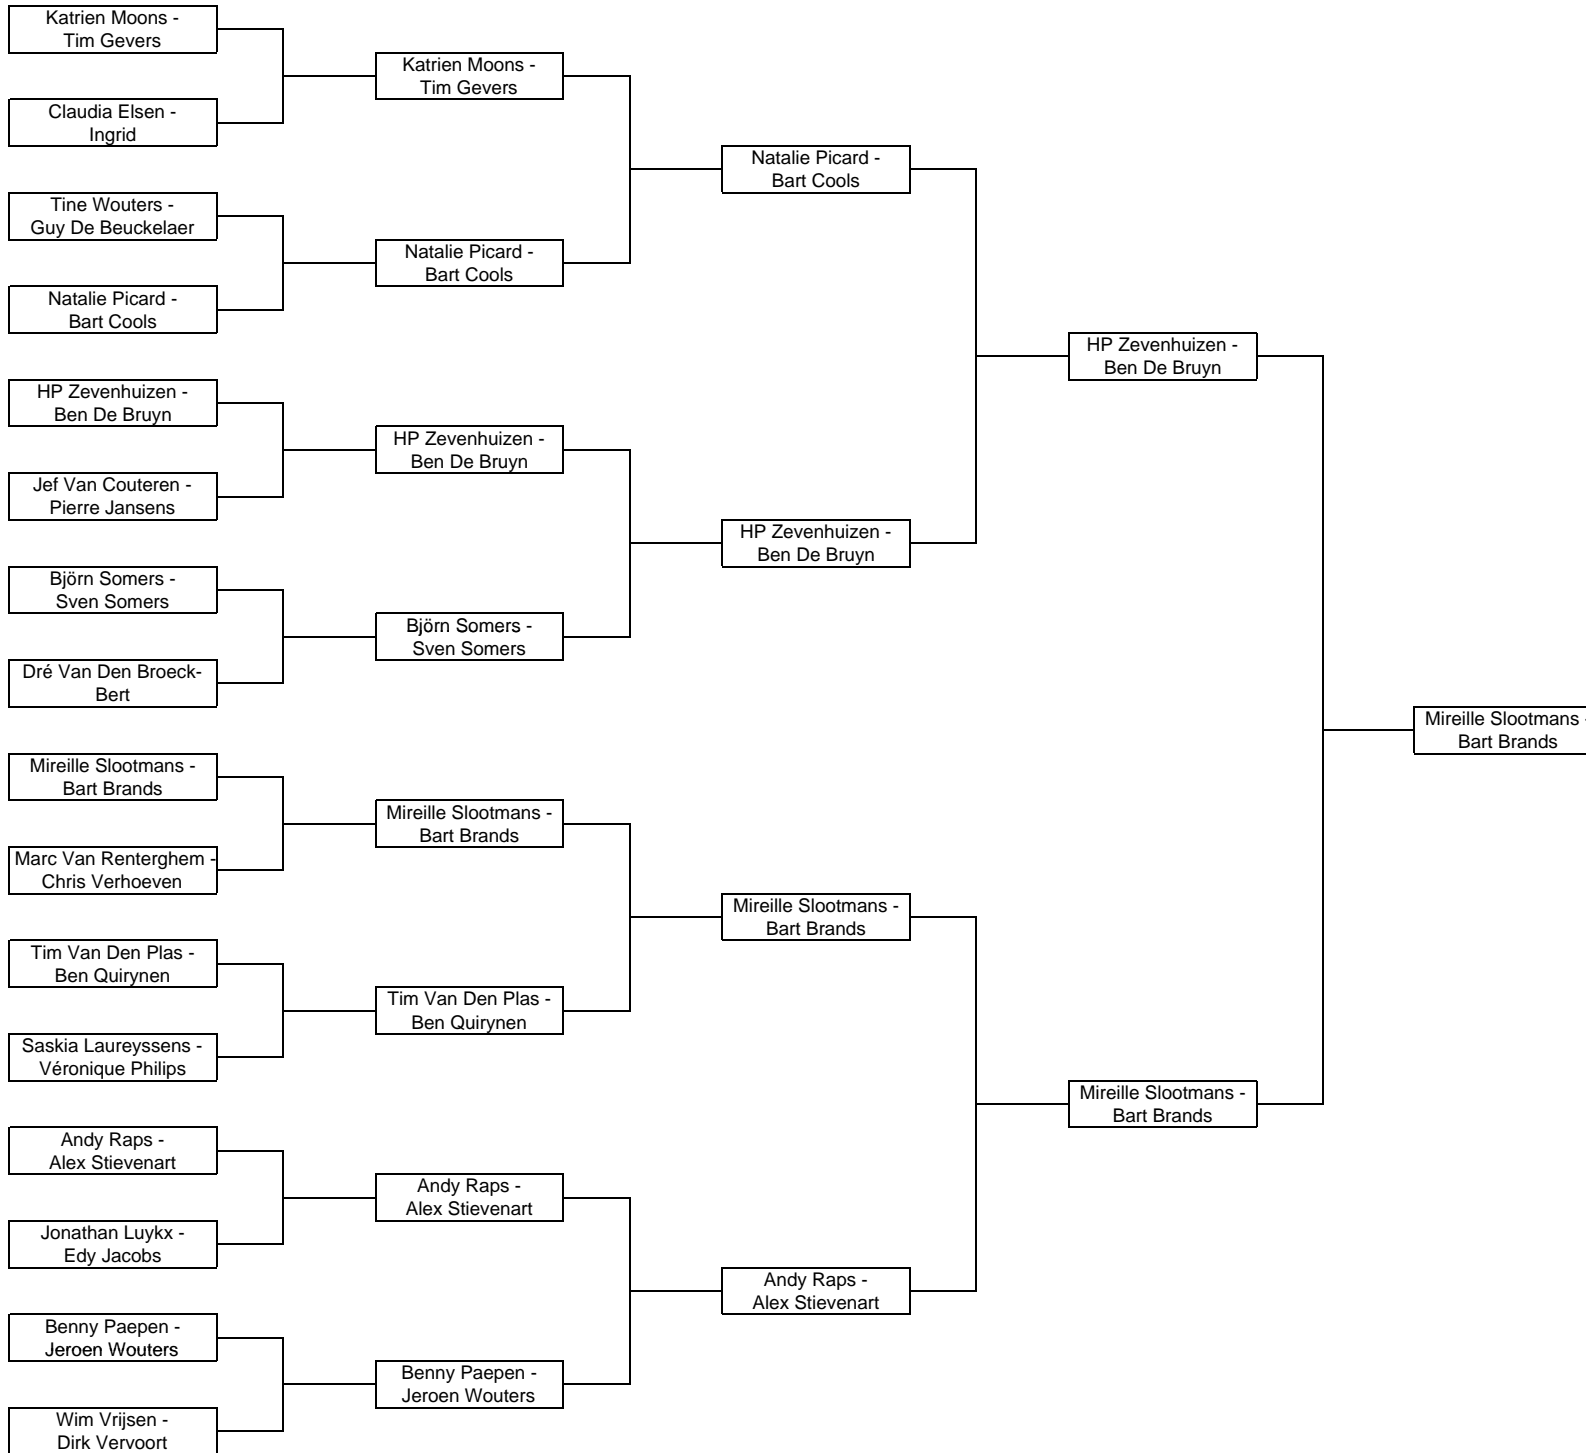 Katrien Moons -
Tim Gevers
Claudia Elsen -
Ingrid
Tine Wouters -
Guy De Beuckelaer
Natalie Picard -
Bart Cools
HP Zevenhuizen -
Ben De Bruyn
Jef Van Couteren -
Pierre Jansens
Björn Somers -
Sven Somers
Dré Van Den Broeck-
Bert
Mireille Slootmans -
Bart Brands
Marc Van Renterghem -
Chris Verhoeven
Tim Van Den Plas -
Ben Quirynen
Saskia Laureyssens -
Véronique Philips
Andy Raps -
Alex Stievenart
Jonathan Luykx -
Edy Jacobs
Benny Paepen -
Jeroen Wouters
Wim Vrijsen -
Dirk Vervoort
Katrien Moons -
Tim Gevers
Natalie Picard -
Bart Cools
HP Zevenhuizen -
Ben De Bruyn
Björn Somers -
Sven Somers
Mireille Slootmans -
Bart Brands
Tim Van Den Plas -
Ben Quirynen
Andy Raps -
Alex Stievenart
Benny Paepen -
Jeroen Wouters
Natalie Picard -
Bart Cools
HP Zevenhuizen -
Ben De Bruyn
Mireille Slootmans -
Bart Brands
Andy Raps -
Alex Stievenart
HP Zevenhuizen -
Ben De Bruyn
Mireille Slootmans -
Bart Brands
Mireille Slootmans -
Bart Brands